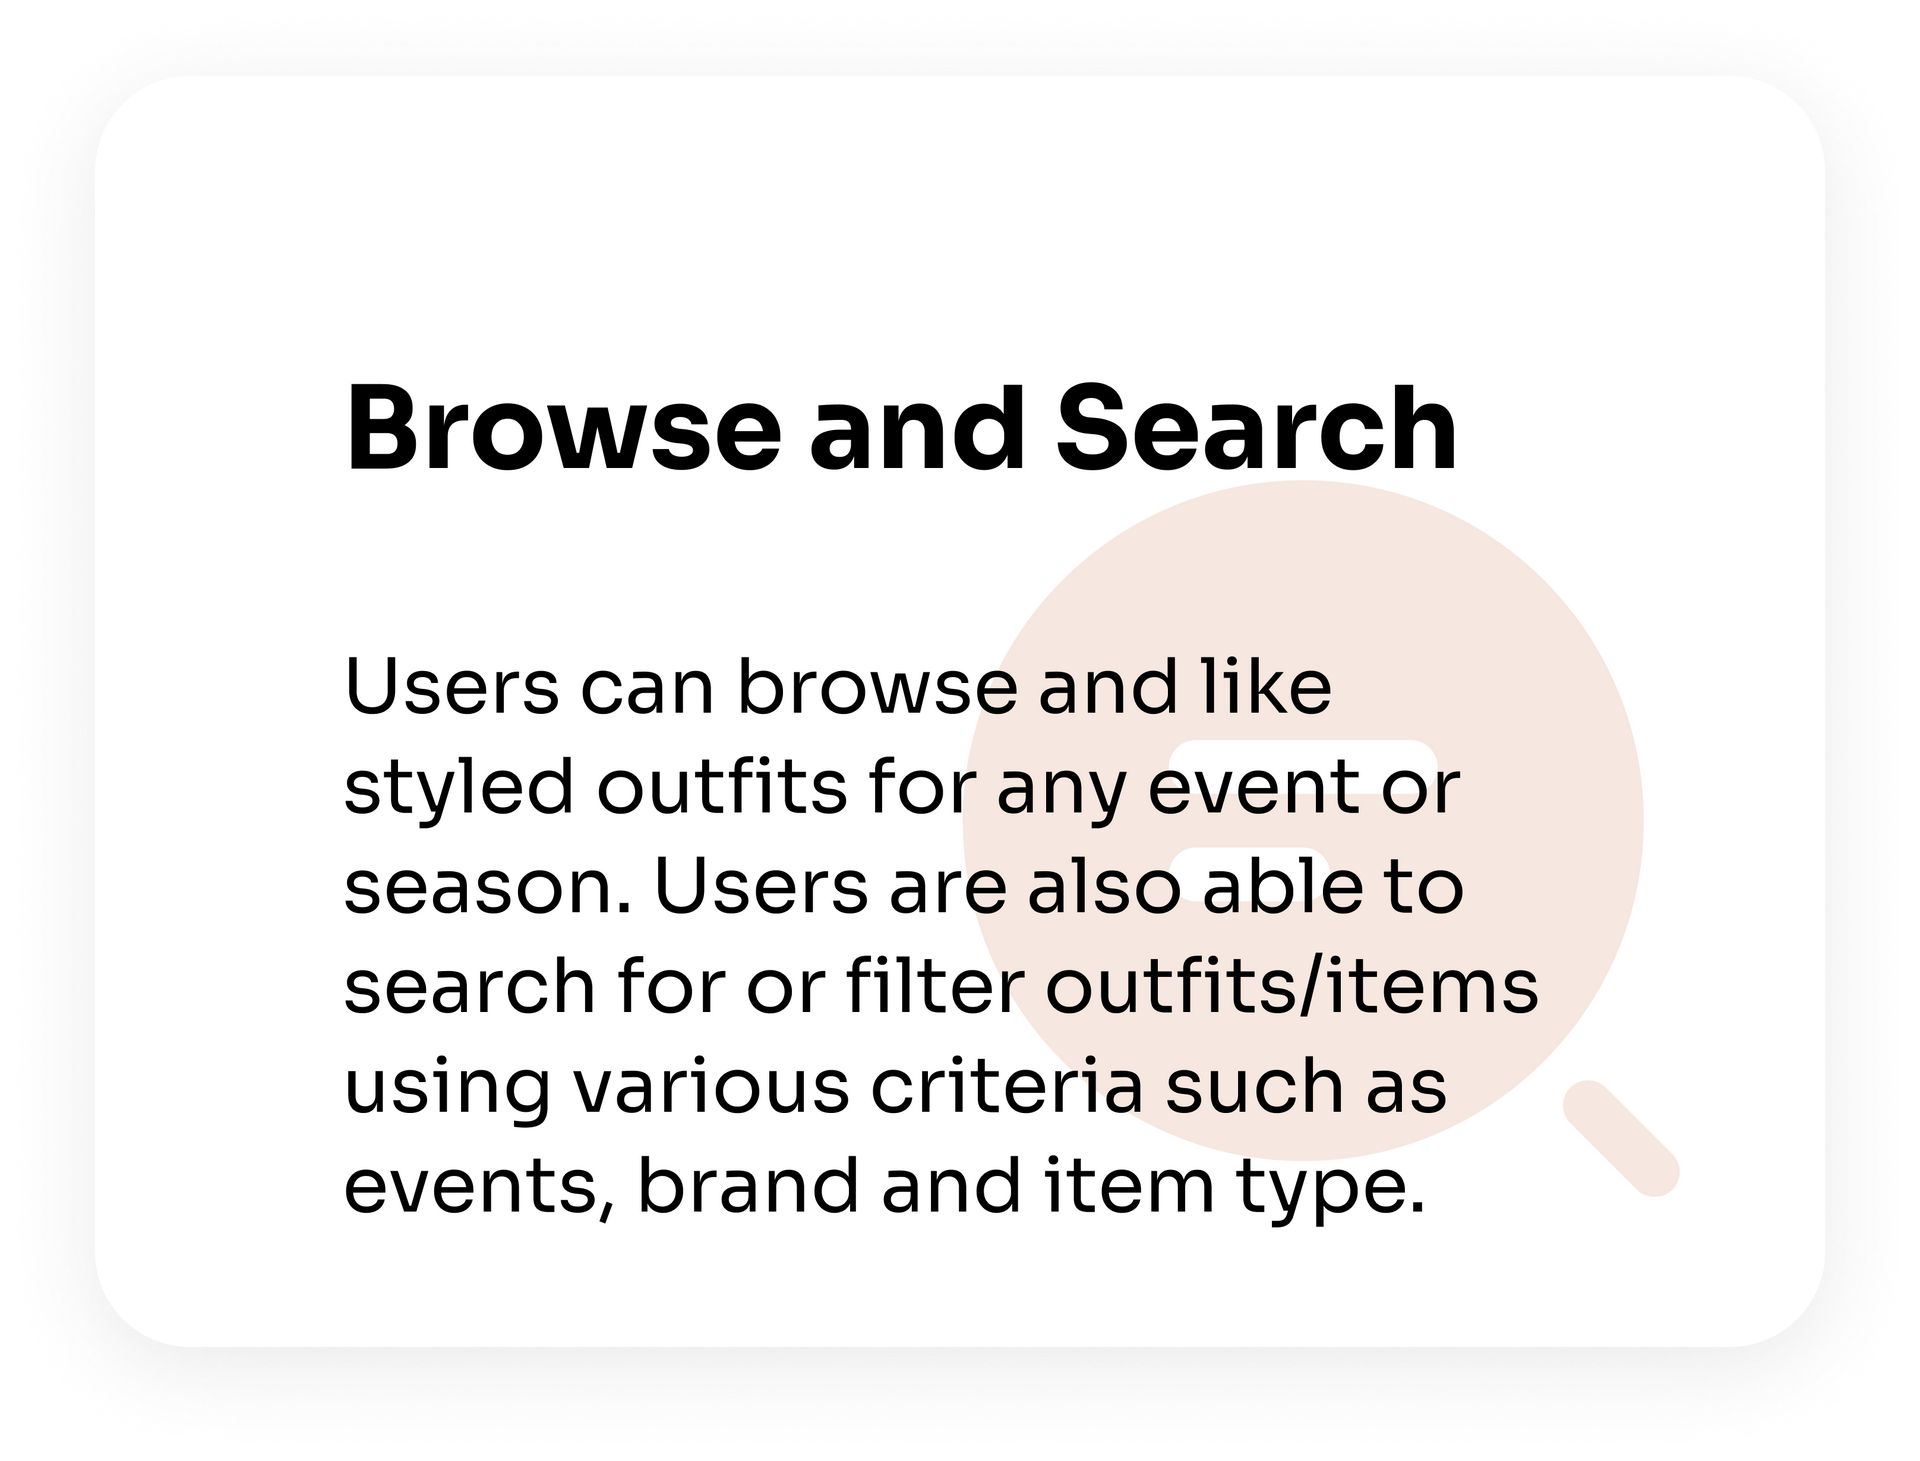 Browse and Search
Users can browse and like
styled outfits for any event or
season. Users are also able to
search for or filter outfits/items
using various criteria such as
events, brand and item type.